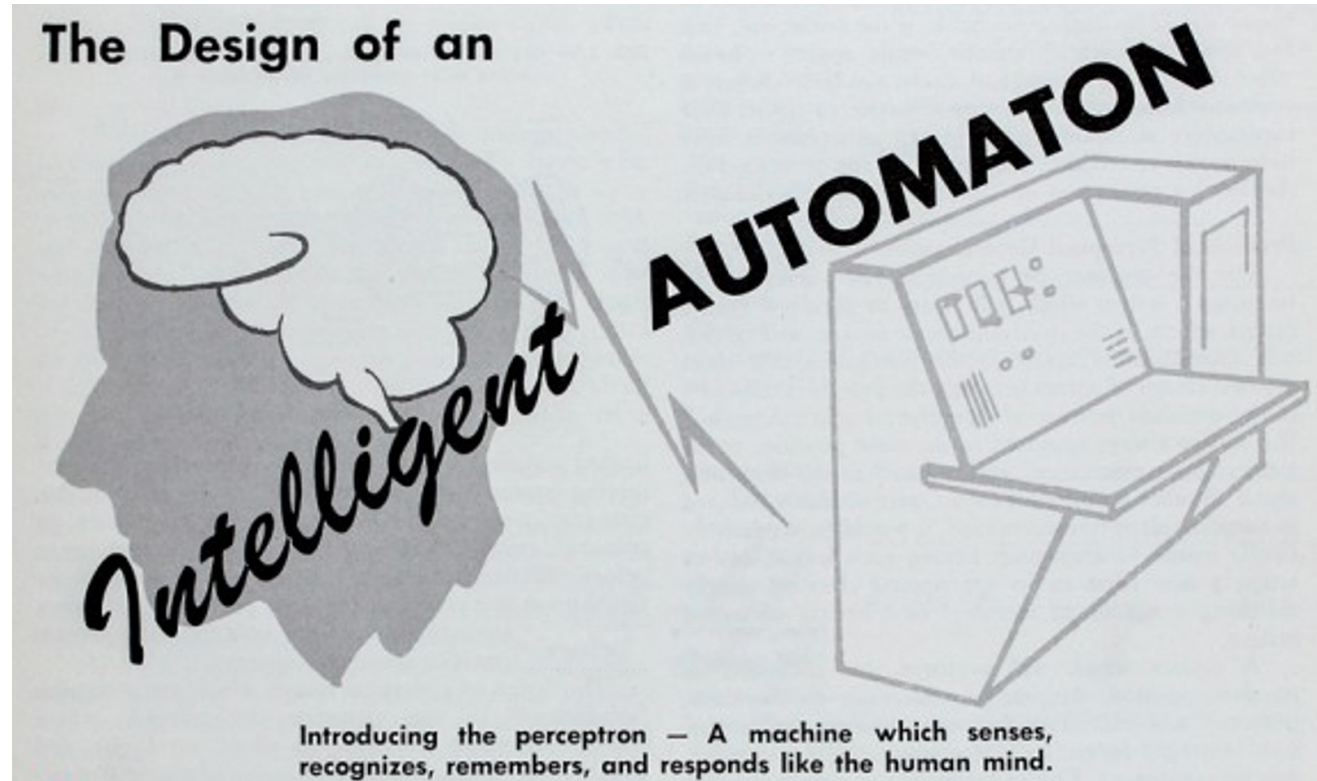 The Design of an
Intelligent
AUTOMATON
Introducing the perceptron — A machine which senses,
recognizes, remembers, and responds like the human mind.